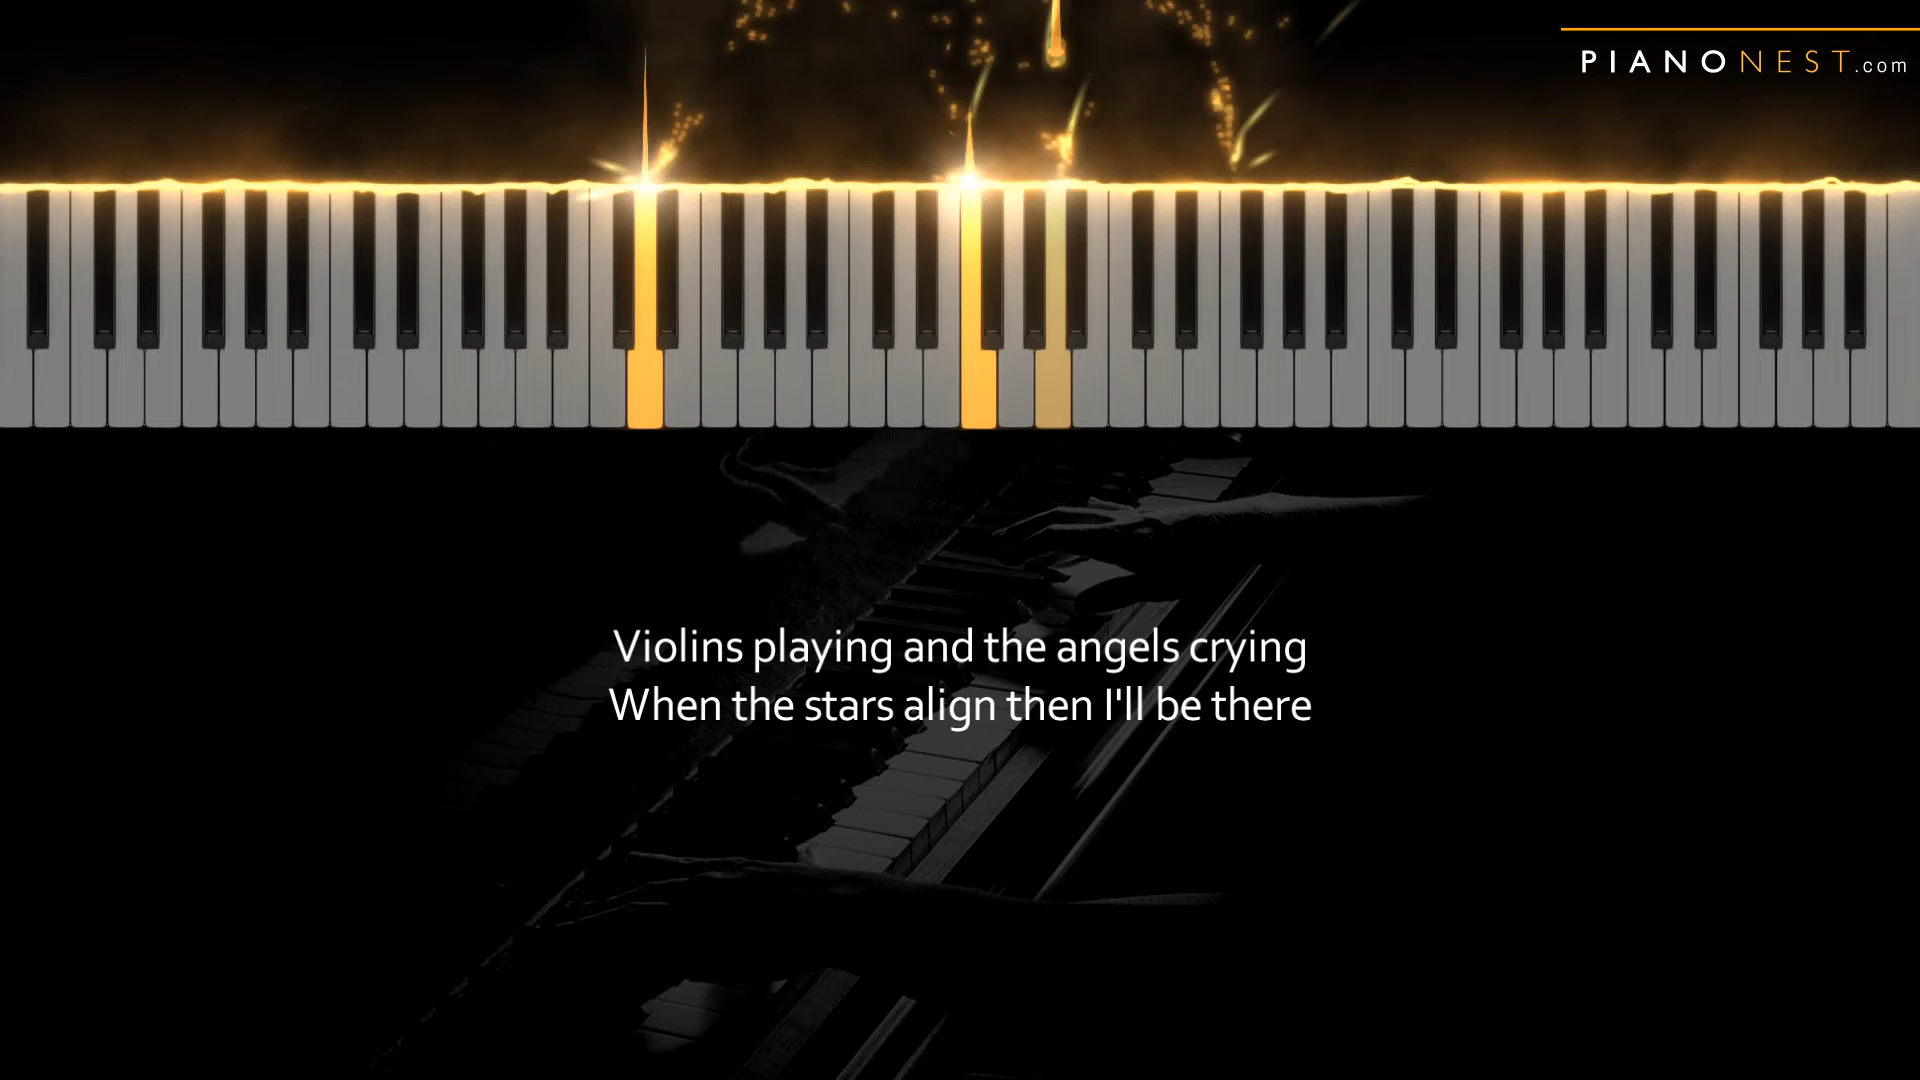 PIANONEST.com
Violins playing and the angels crying
When the stars align then I'll be there